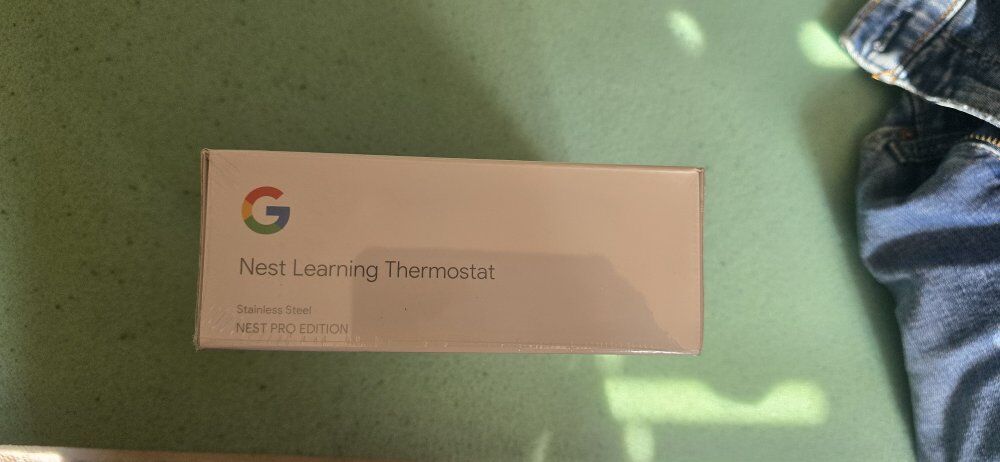 G
Nest Learning Thermostat
Stainless Steel
NEST PRO EDITION